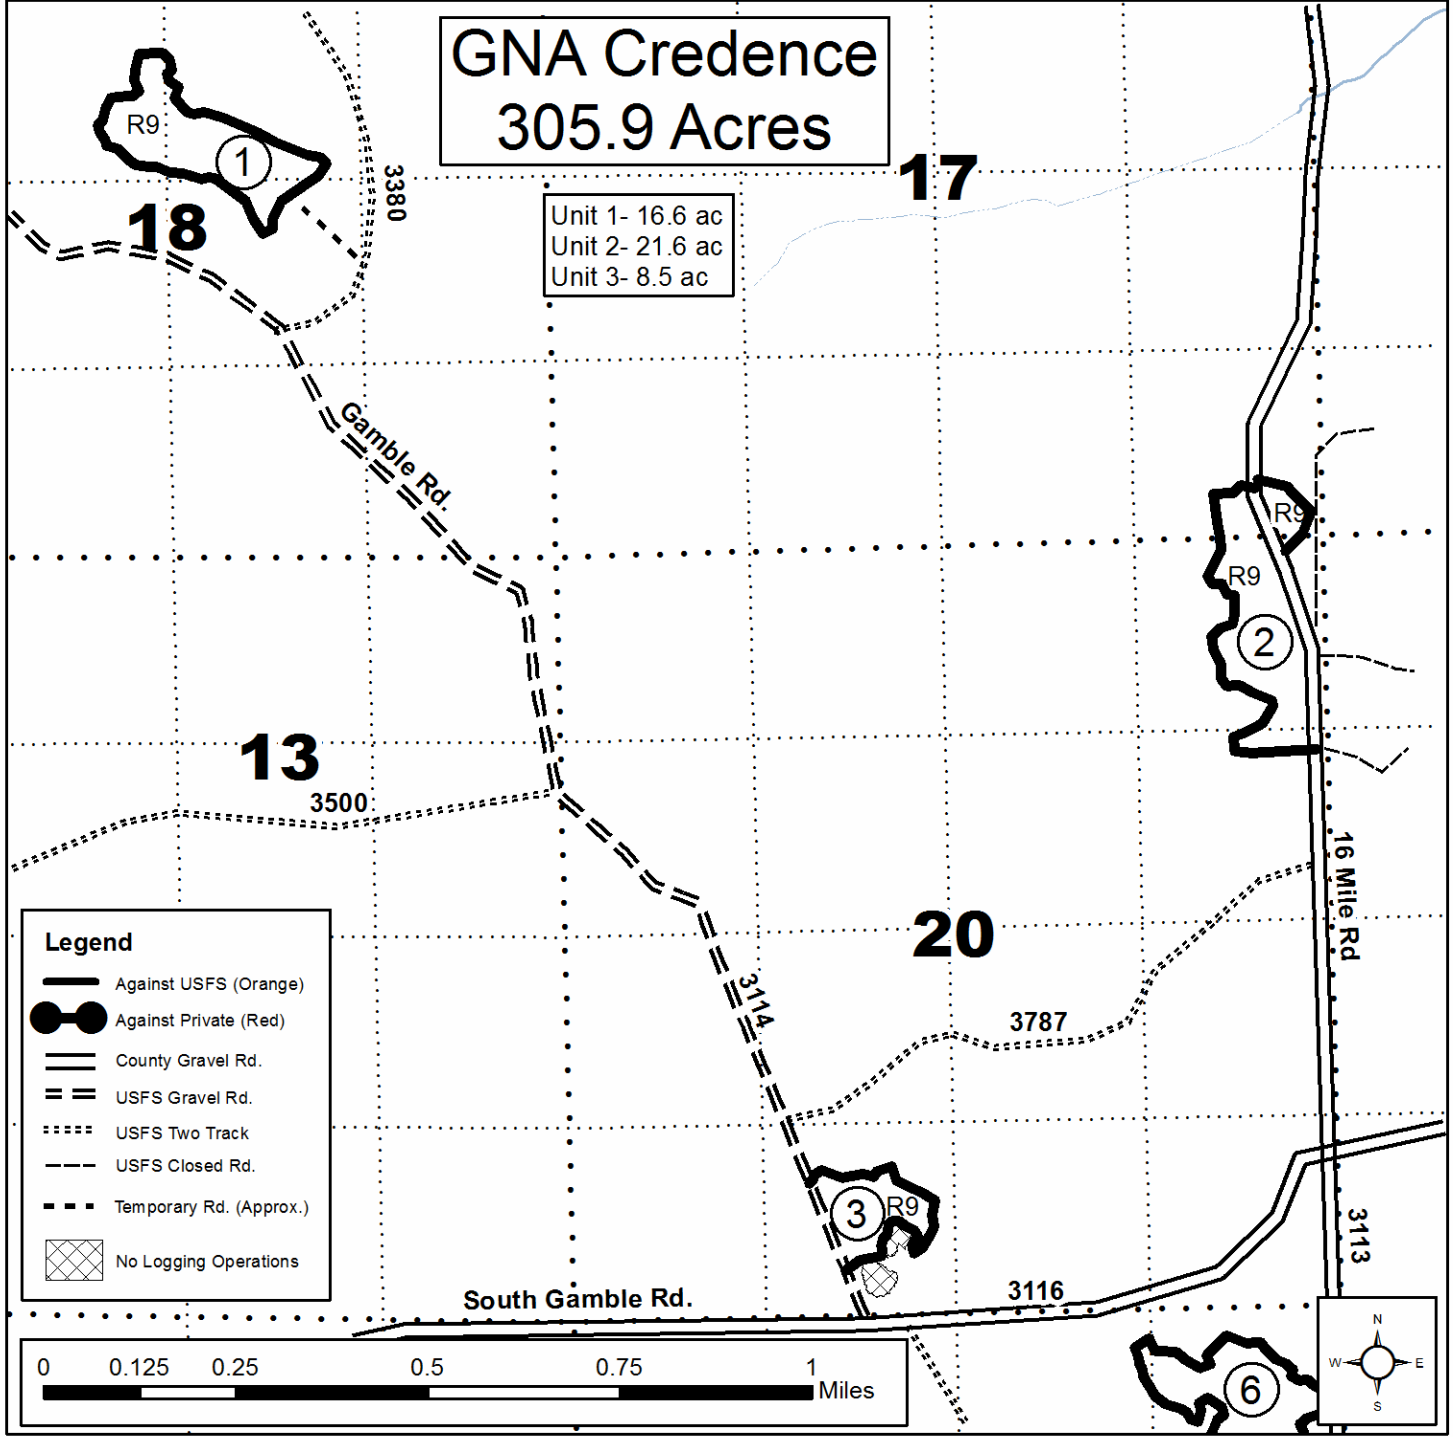 GNA Credence
305.9 Acres
R9
1
3380
17
18
Unit 1- 16.6 ac
Unit 2- 21.6 ac
Unit 3- 8.5 ac
Gamble Rd.
R9
R9
2
13
3500
16 Mile Rd
20
3114
3787
Legend
Against USFS (Orange)
Against Private (Red)
County Gravel Rd.
USFS Gravel Rd.
USFS Two Track
USFS Closed Rd.
Temporary Rd. (Approx.)
No Logging Operations
3
R9
3113
South Gamble Rd.
3116
0 0.125 0.25 0.5 0.75 1
Miles
6
N
W E
S